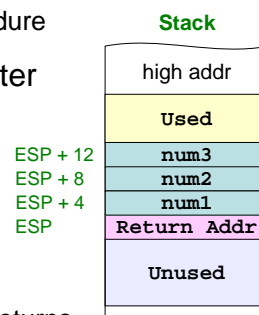 dure
Stack
ter
high addr
Used
ESP + 12 num3
ESP + 8 num2
ESP + 4 num1
ESP Return Addr
Unused